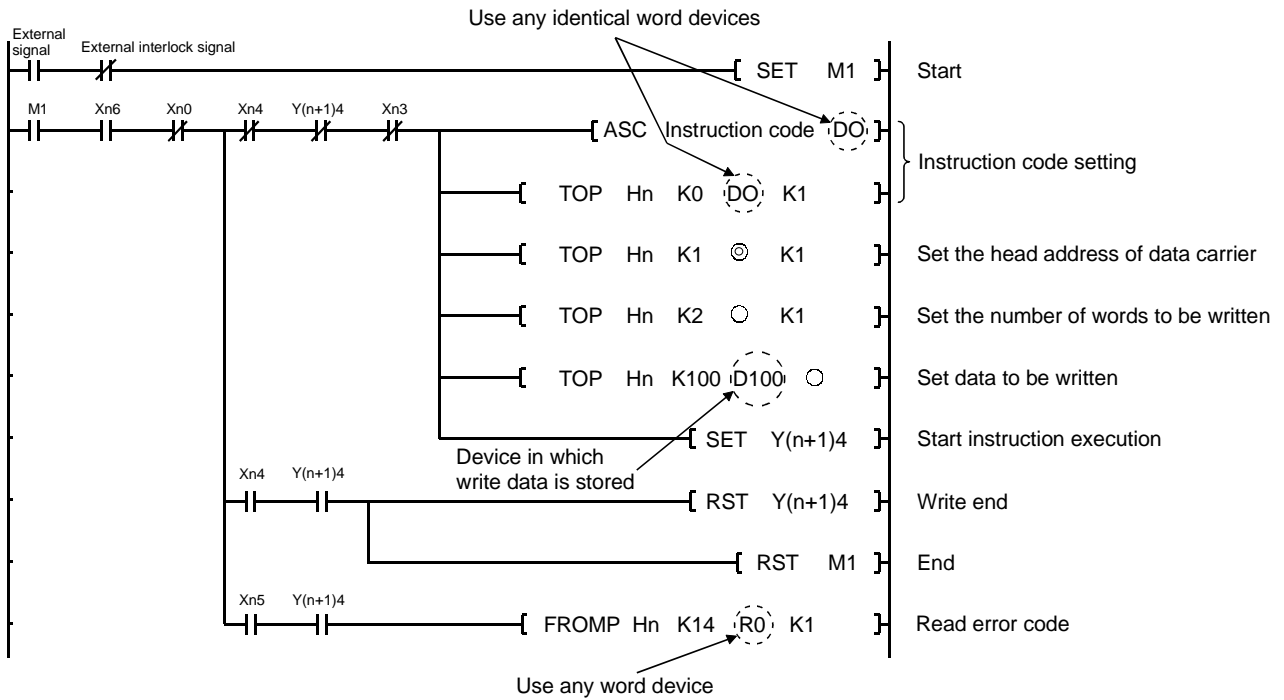 Use any identical word devices
External
signal
External interlock signal
SET M1 Start
M1 Xn6 Xn0 Xn4 Y(n+1)4 Xn3
ASC Instruction code DO
Instruction code setting
TOP Hn K0 DO K1
TOP Hn K1 ◎ K1 Set the head address of data carrier
TOP Hn K2 ○ K1 Set the number of words to be written
TOP Hn K100 D100 ○ Set data to be written
SET Y(n+1)4 Start instruction execution
Device in which
write data is stored
Xn4 Y(n+1)4
RST Y(n+1)4 Write end
RST M1 End
Xn5 Y(n+1)4
FROMP Hn K14 R0 K1 Read error code
Use any word device